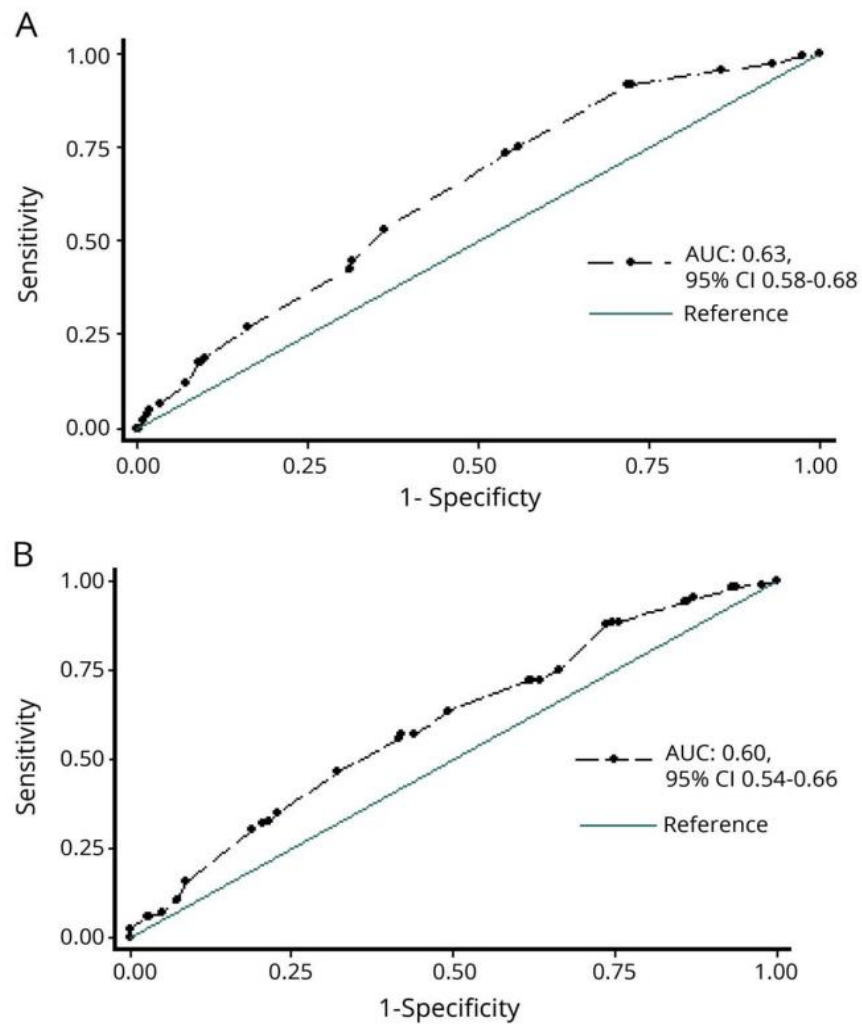 A
1.00
0.75
0.50
0.25
0.00
Sensitivity
AUC: 0.63,
95% CI 0.58-0.68
Reference
0.00 0.25 0.50 0.75 1.00
1- Specificty
B
1.00
0.75
0.50
0.25
0.00
Sensitivity
AUC: 0.60,
95% CI 0.54-0.66
Reference
0.00 0.25 0.50 0.75 1.00
1-Specificity